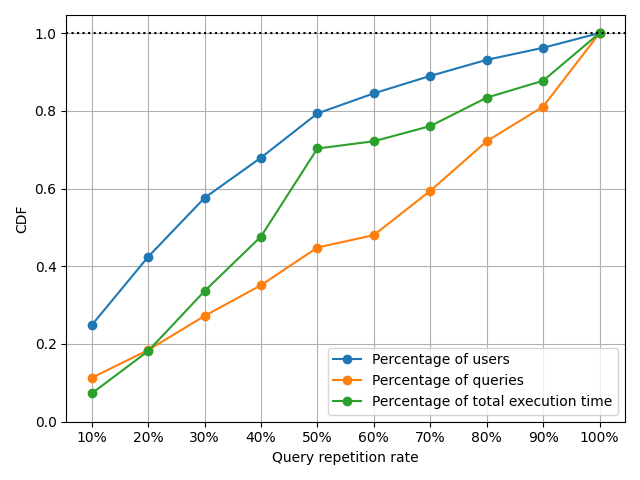 1.0
0.8
0.6
0.4
0.2
0.0
CDF
Percentage of users
Percentage of queries
Percentage of total execution time
10% 20% 30% 40% 50% 60% 70% 80% 90% 100%
Query repetition rate